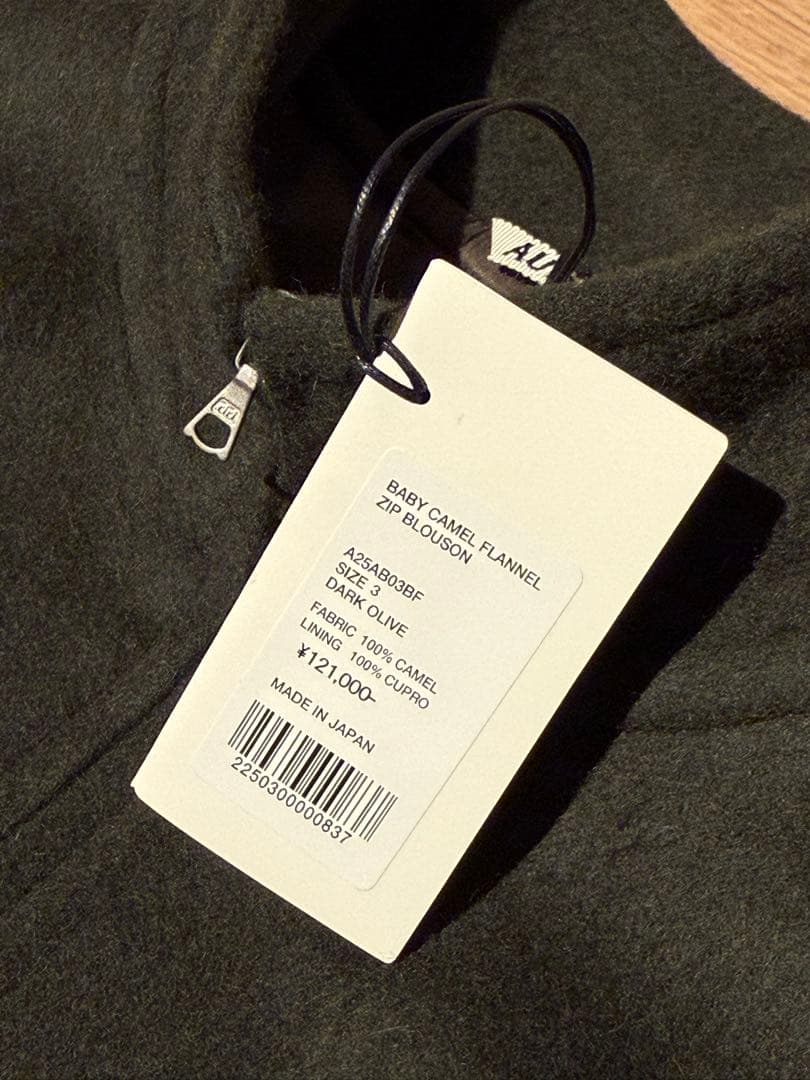 BABY CAMEL FLANNEL
ZIP BLOUSON
A25AB03BF
SIZE 3
DARK OLIVE
FABRIC 100% CAMEL
LINING 100% CUPRO
¥121,000-
MADE IN JAPAN
2250300000837